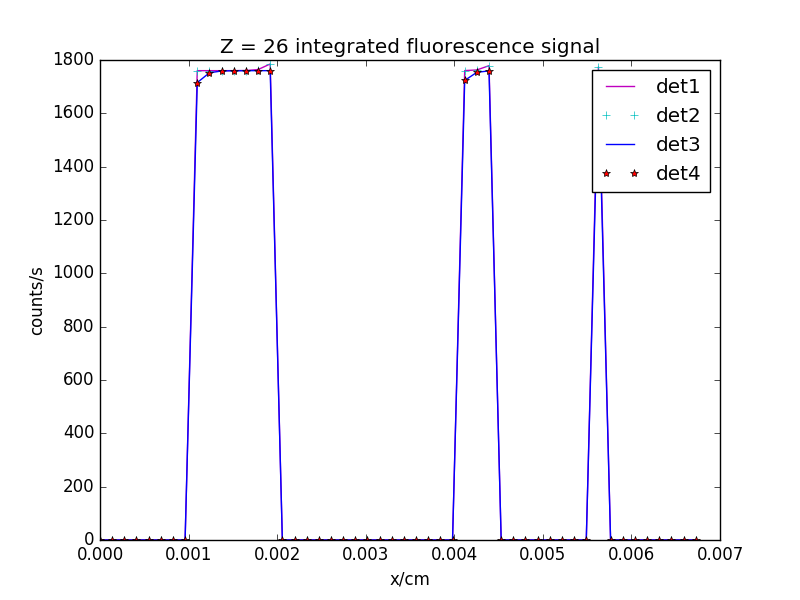 Z = 26 integrated fluorescence signal
1800
1600
1400
1200
1000
800
600
400
200
0
counts/s
det1
det2
det3
det4
0.000 0.001 0.002 0.003 0.004 0.005 0.006 0.007
x/cm